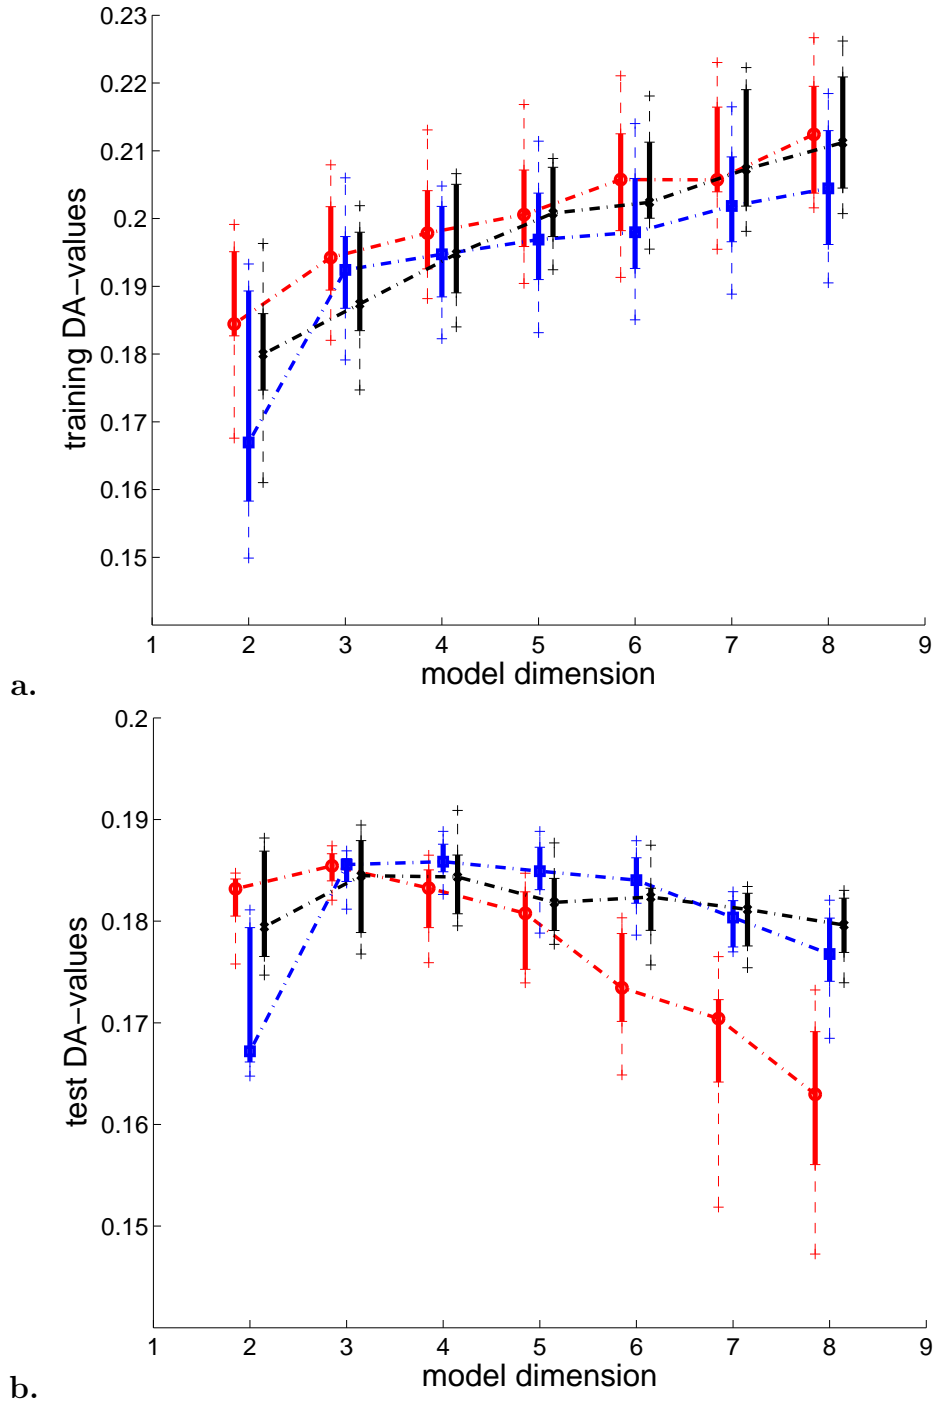 0.23
0.22
0.21
0.2
0.19
0.18
0.17
0.16
0.15
training DA−values
1 2 3 4 5 6 7 8 9
model dimension
a.
0.2
0.19
0.18
0.17
0.16
0.15
test DA−values
1 2 3 4 5 6 7 8 9
model dimension
b.